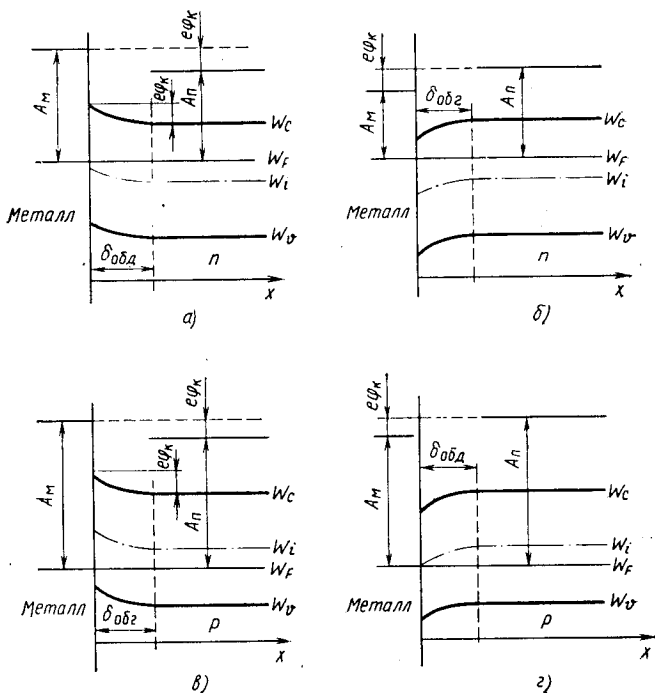 eφк
Aм
eφк
Aп
Wc
WF
Wi
Металл
Wv
δобд
n
x
а)
eφк
Aм
δобг
Aп
Wc
WF
Wi
Металл
Wv
n
x
б)
eφк
Aм
eφк
Aп
Wc
Wi
WF
Металл
δобг
Wv
p
x
в)
eφк
Aм
δобд
Aп
Wc
Wi
WF
Металл
Wv
p
x
г)